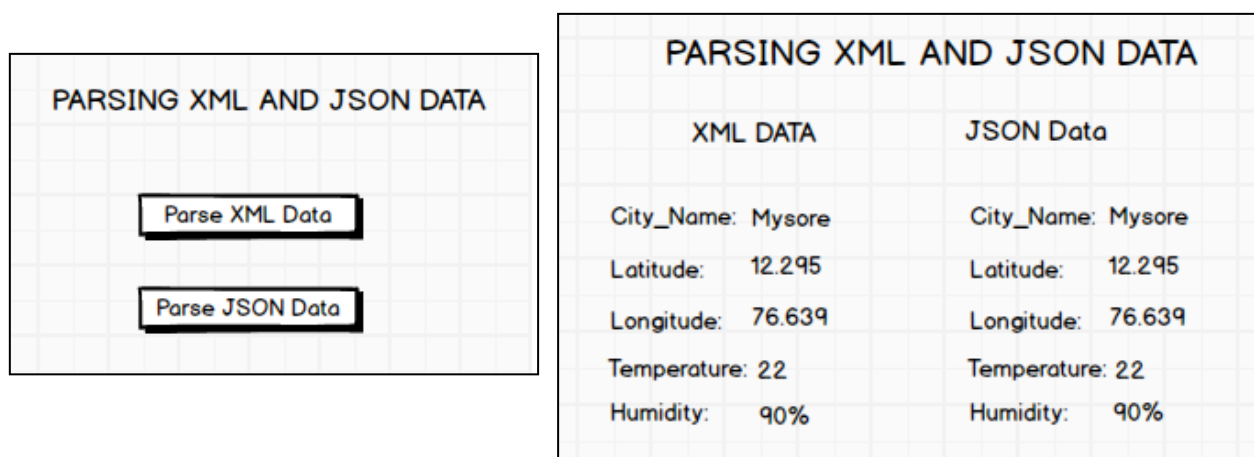 PARSING XML AND JSON DATA
Parse XML Data
Parse JSON Data
PARSING XML AND JSON DATA
XML DATA
City_Name: Mysore
Latitude: 12.295
Longitude: 76.639
Temperature: 22
Humidity: 90%
JSON Data
City_Name: Mysore
Latitude: 12.295
Longitude: 76.639
Temperature: 22
Humidity: 90%